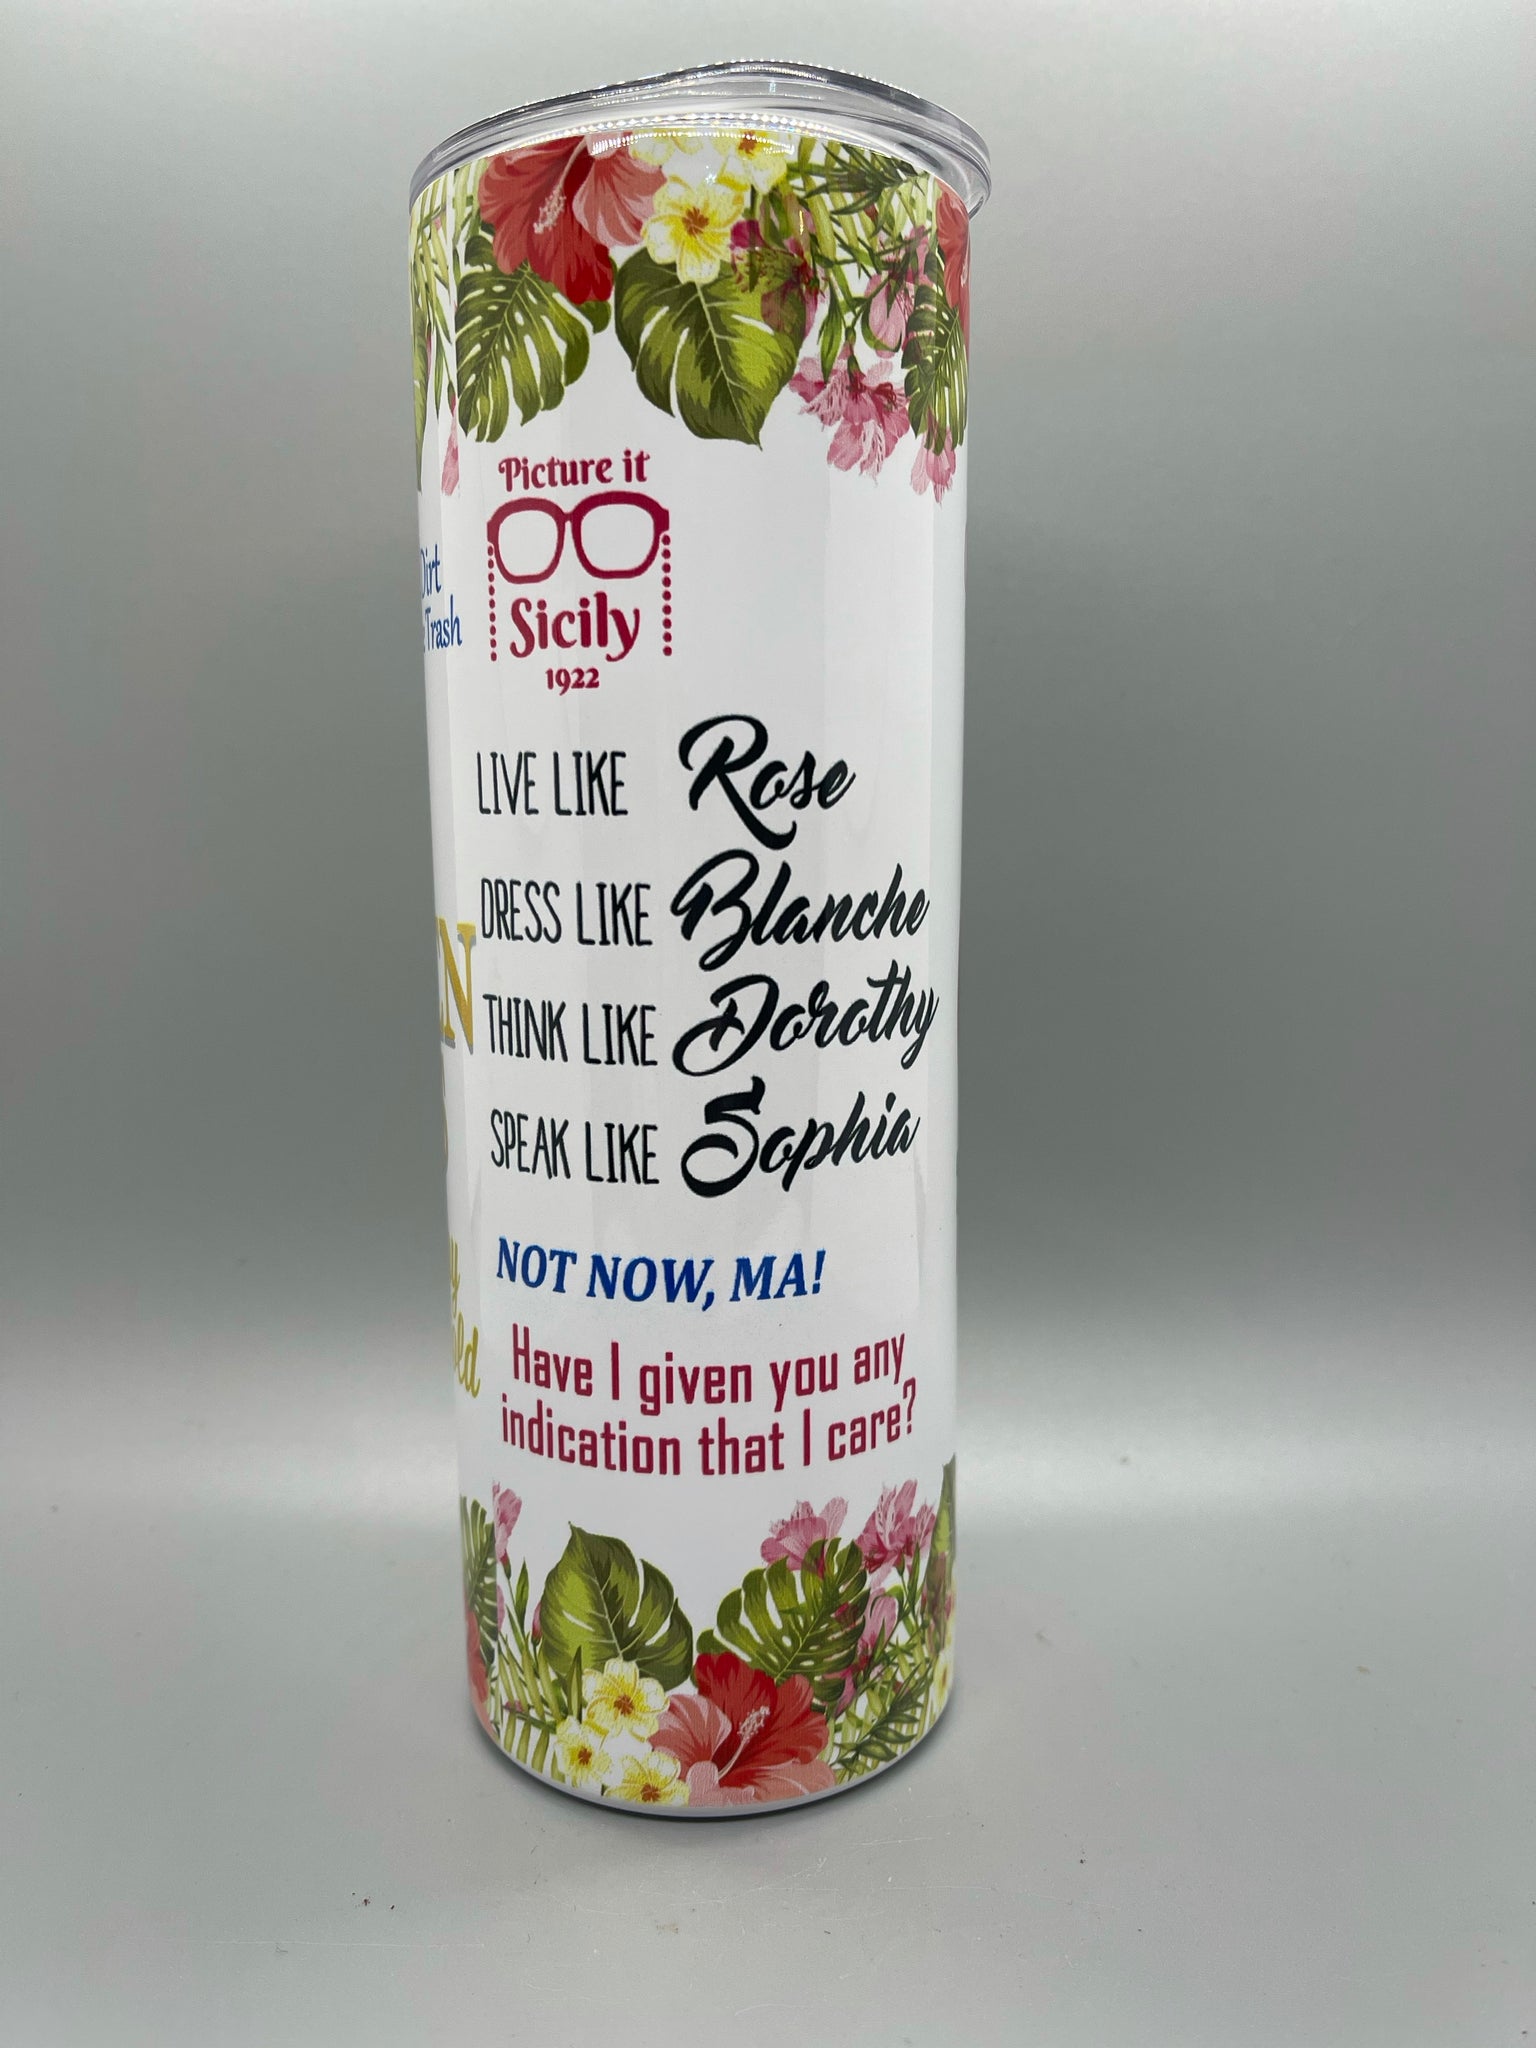 Picture it
Sicily
1922
Dirt
Trash
LIVE LIKE Rose
DRESS LIKE Blanche
THINK LIKE Dorothy
SPEAK LIKE Sophia
NOT NOW, MA!
Have I given you any
indication that I care?